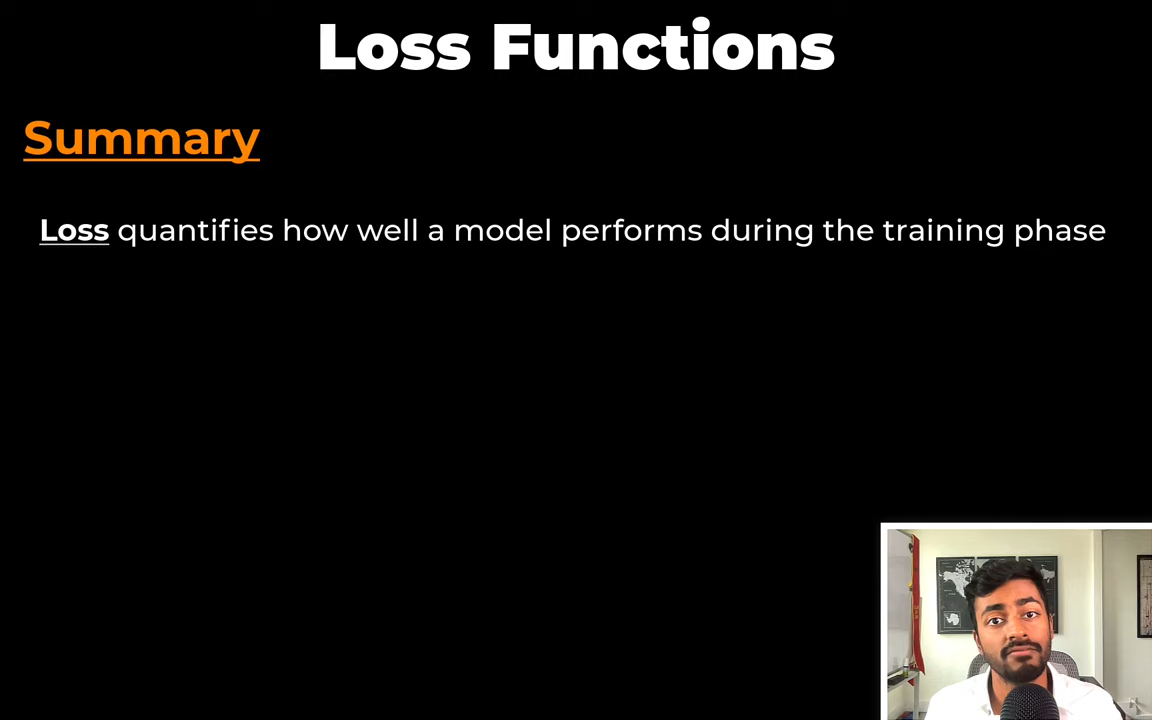 Loss Functions
Summary
Loss quantifies how well a model performs during the training phase